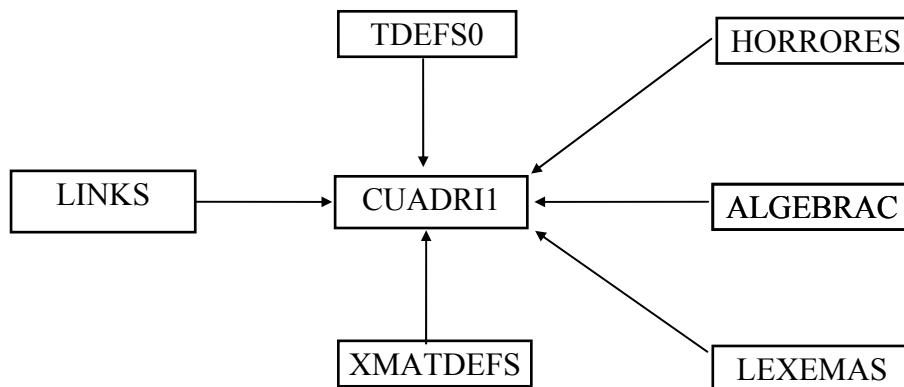 TDEFS0
HORRORES
LINKS
CUADRI1
ALGEBRAC
XMATDEFS
LEXEMAS